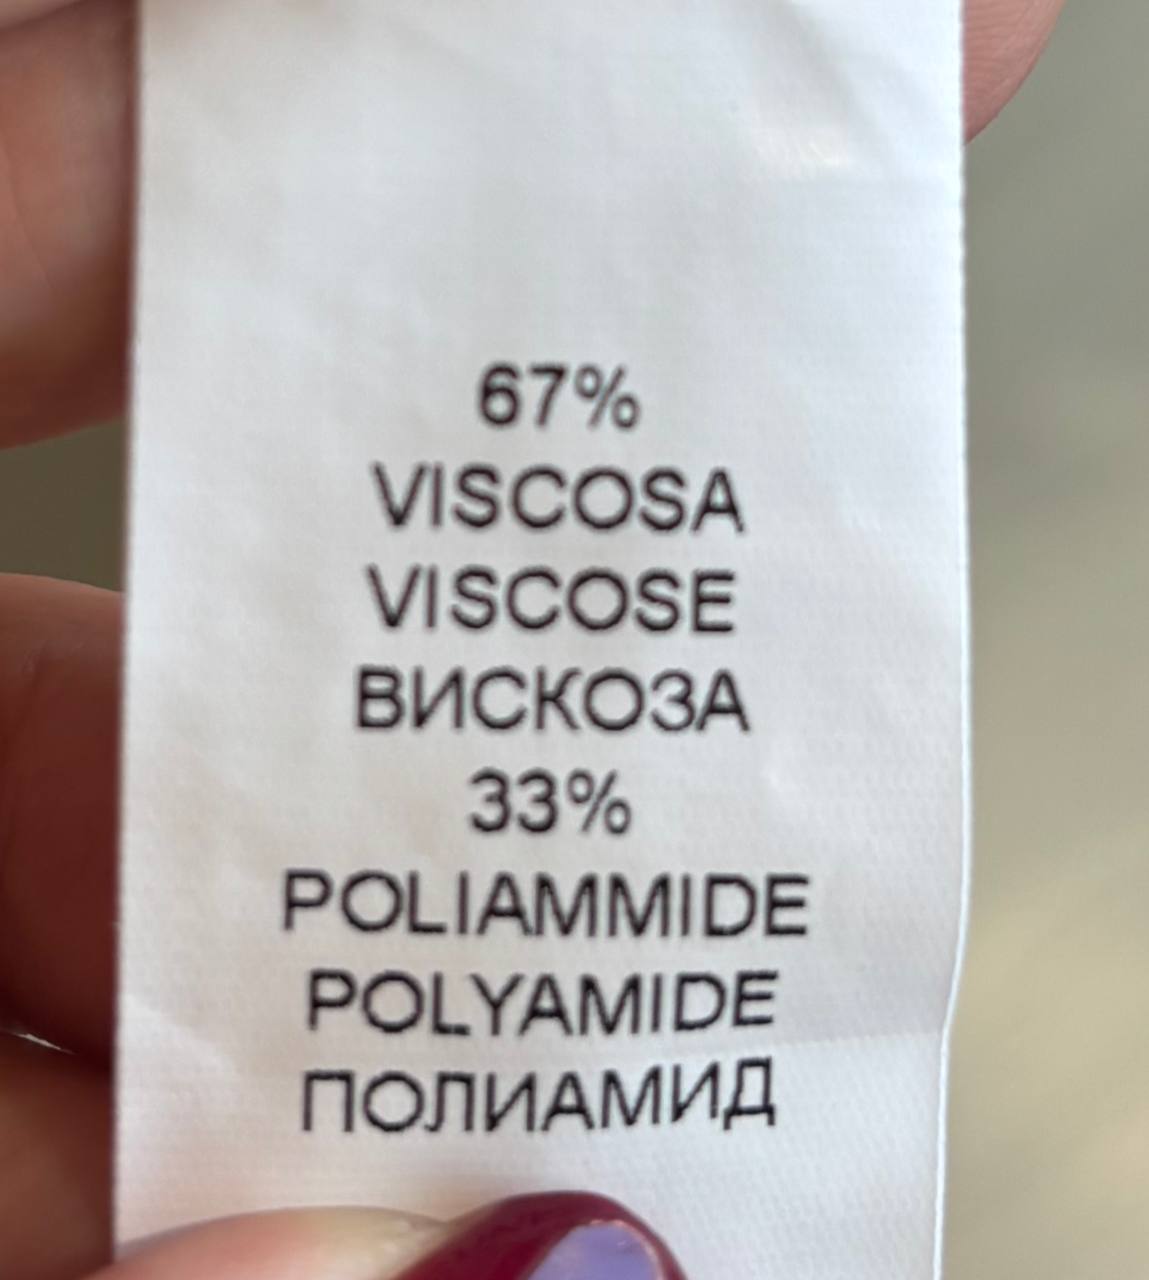 67%
VISCOSA
VISCOSE
ВИСКОЗА
33%
POLIAMMIDE
POLYAMIDE
ПОЛИАМИД